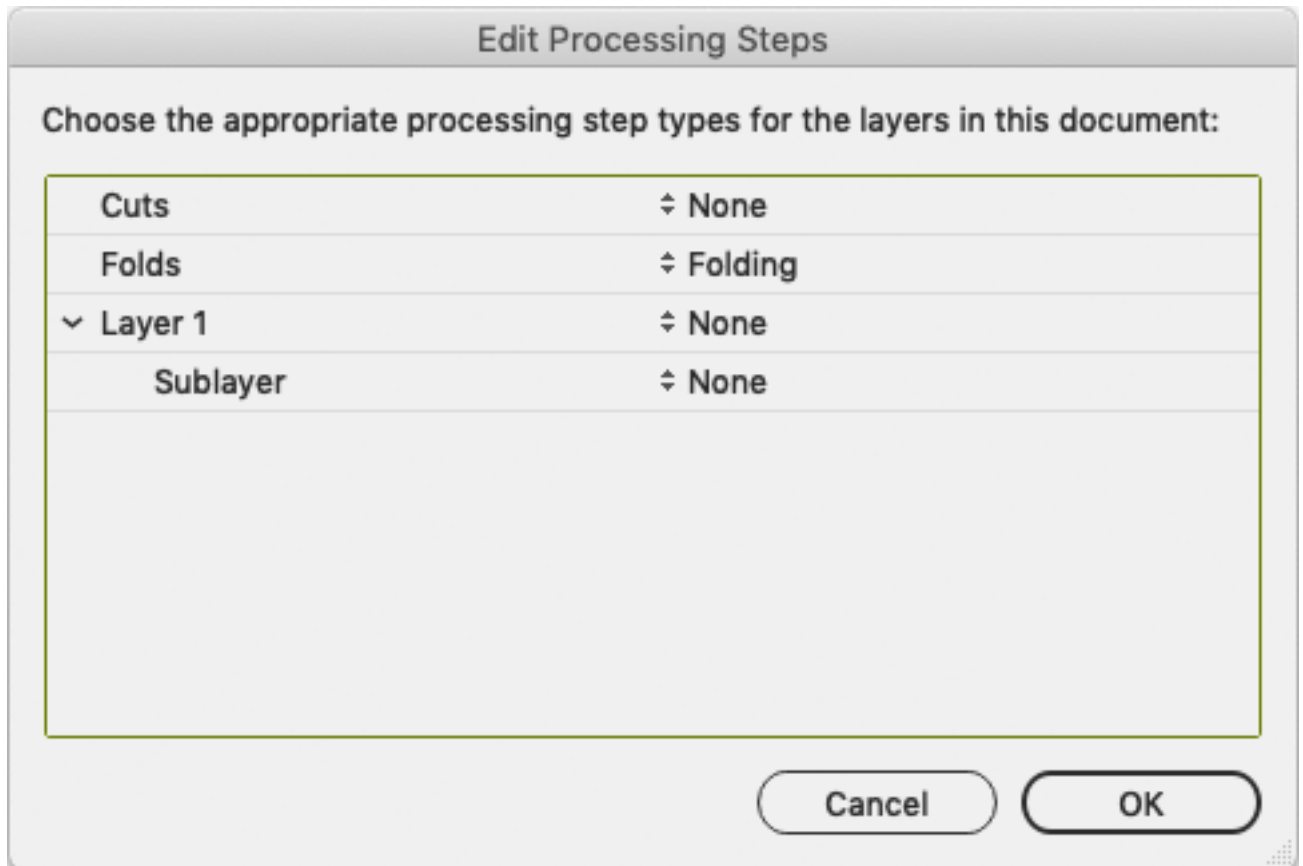 Edit Processing Steps
Choose the appropriate processing step types for the layers in this document:
Cuts None
Folds Folding
Layer 1 None
Sublayer None
Cancel OK